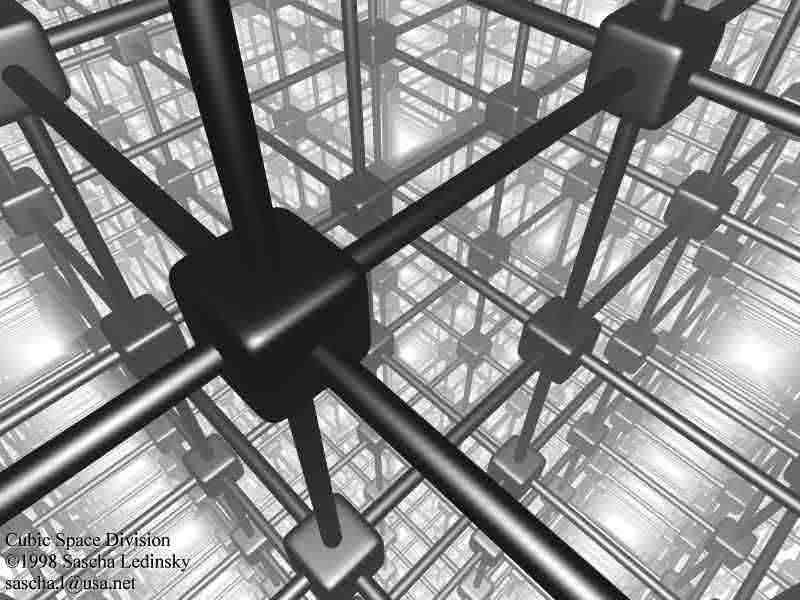 Cubic Space Division
©1998 Sascha Ledinsky
sascha.l@usa.net